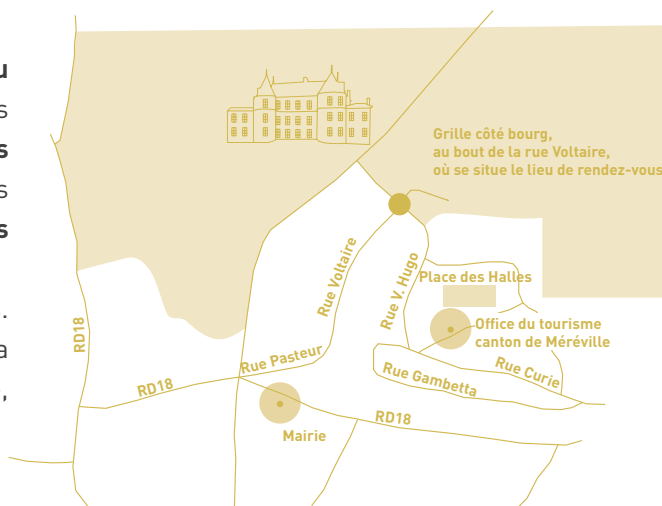 u
s
s
s
s
.
a
,
Grille côté bourg,
au bout de la rue Voltaire,
où se situe le lieu de rendez-vous
Rue Voltaire
Rue V. Hugo
Place des Halles
Office du tourisme
canton de Méréville
RD18
Rue Pasteur
RD18
Rue Gambetta
Rue Curie
RD18
Mairie